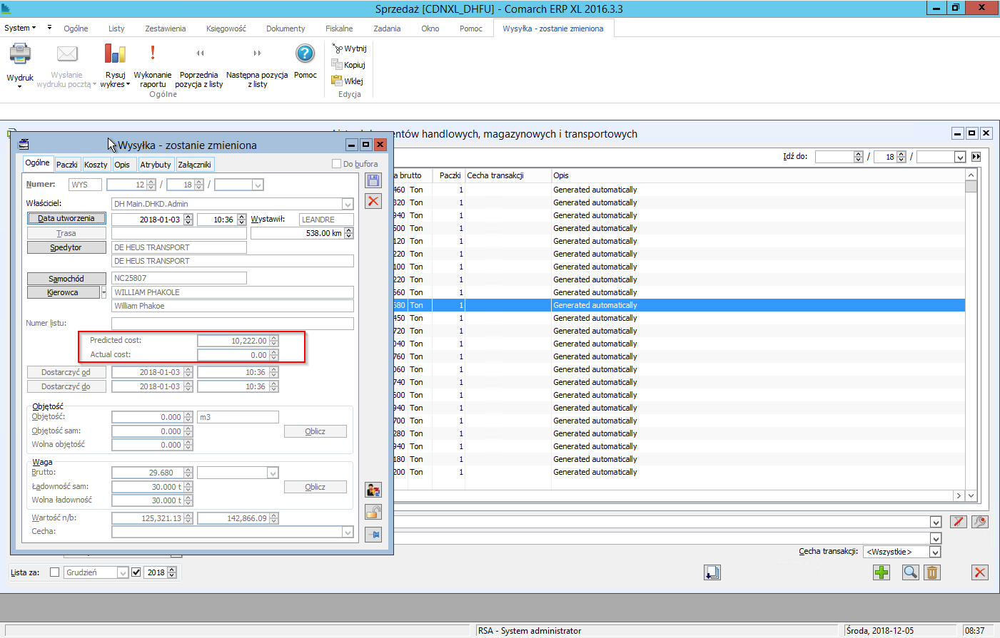 Sprzedaż [CDNXL_DHFU] - Comarch ERP XL 2016.3.3
System Ogólne Listy Zestawienia Księgowość Dokumenty Fiskalne Zadania Okno Pomoc Wysyłka - zostanie zmieniona
Wydruk
Wysłanie wydruku pocztą
Rysuj wykres
Wykonanie raportu
Poprzednia pozycja z listy
Następna pozycja z listy
Pomoc
Ogólne
Wytnij
Kopiuj
Wklej
Edycja
entów handlowych, magazynowych i transportowych
Idź do: / 18 /
a brutto Paczki Cecha transakcji Opis
460 Ton 1 Generated automatically
820 Ton 1 Generated automatically
940 Ton 1 Generated automatically
600 Ton 1 Generated automatically
120 Ton 1 Generated automatically
220 Ton 1 Generated automatically
100 Ton 1 Generated automatically
220 Ton 1 Generated automatically
660 Ton 1 Generated automatically
680 Ton 1 Generated automatically
450 Ton 1 Generated automatically
720 Ton 1 Generated automatically
040 Ton 1 Generated automatically
760 Ton 1 Generated automatically
060 Ton 1 Generated automatically
740 Ton 1 Generated automatically
600 Ton 1 Generated automatically
940 Ton 1 Generated automatically
700 Ton 1 Generated automatically
280 Ton 1 Generated automatically
940 Ton 1 Generated automatically
180 Ton 1 Generated automatically
200 Ton 1 Generated automatically
Wysyłka - zostanie zmieniona
Ogólne Paczki Koszty Opis Atrybuty Załączniki
Do bufora
Numer: WYS 12 / 18 /
Właściciel: DH Main.DHKD.Admin
Data utworzenia 2018-01-03 10:36 Wystawił: LEANDRE
Trasa 538.00 km
Spedytor DE HEUS TRANSPORT
DE HEUS TRANSPORT
Samochód NC25807
Kierowca WILLIAM PHAKOLE
William Phakoe
Numer listu:
Predicted cost: 10,222.00
Actual cost: 0.00
Dostarczyć od 2018-01-03 10:36
Dostarczyć do 2018-01-03 10:36
Objętość
Objętość: 0.000 m3
Objętość sam: 0.000 Oblicz
Wolna objętość 0.000
Waga
Brutto: 29.680
Ładowność sam: 30.000 t Oblicz
Wolna ładowność 30.000 t
Wartość n/b: 125,321.13 142,866.09
Cecha:
Cecha transakcji: <Wszystkie>
Lista za: Grudzień 2018
RSA - System administrator Środa, 2018-12-05 08:37